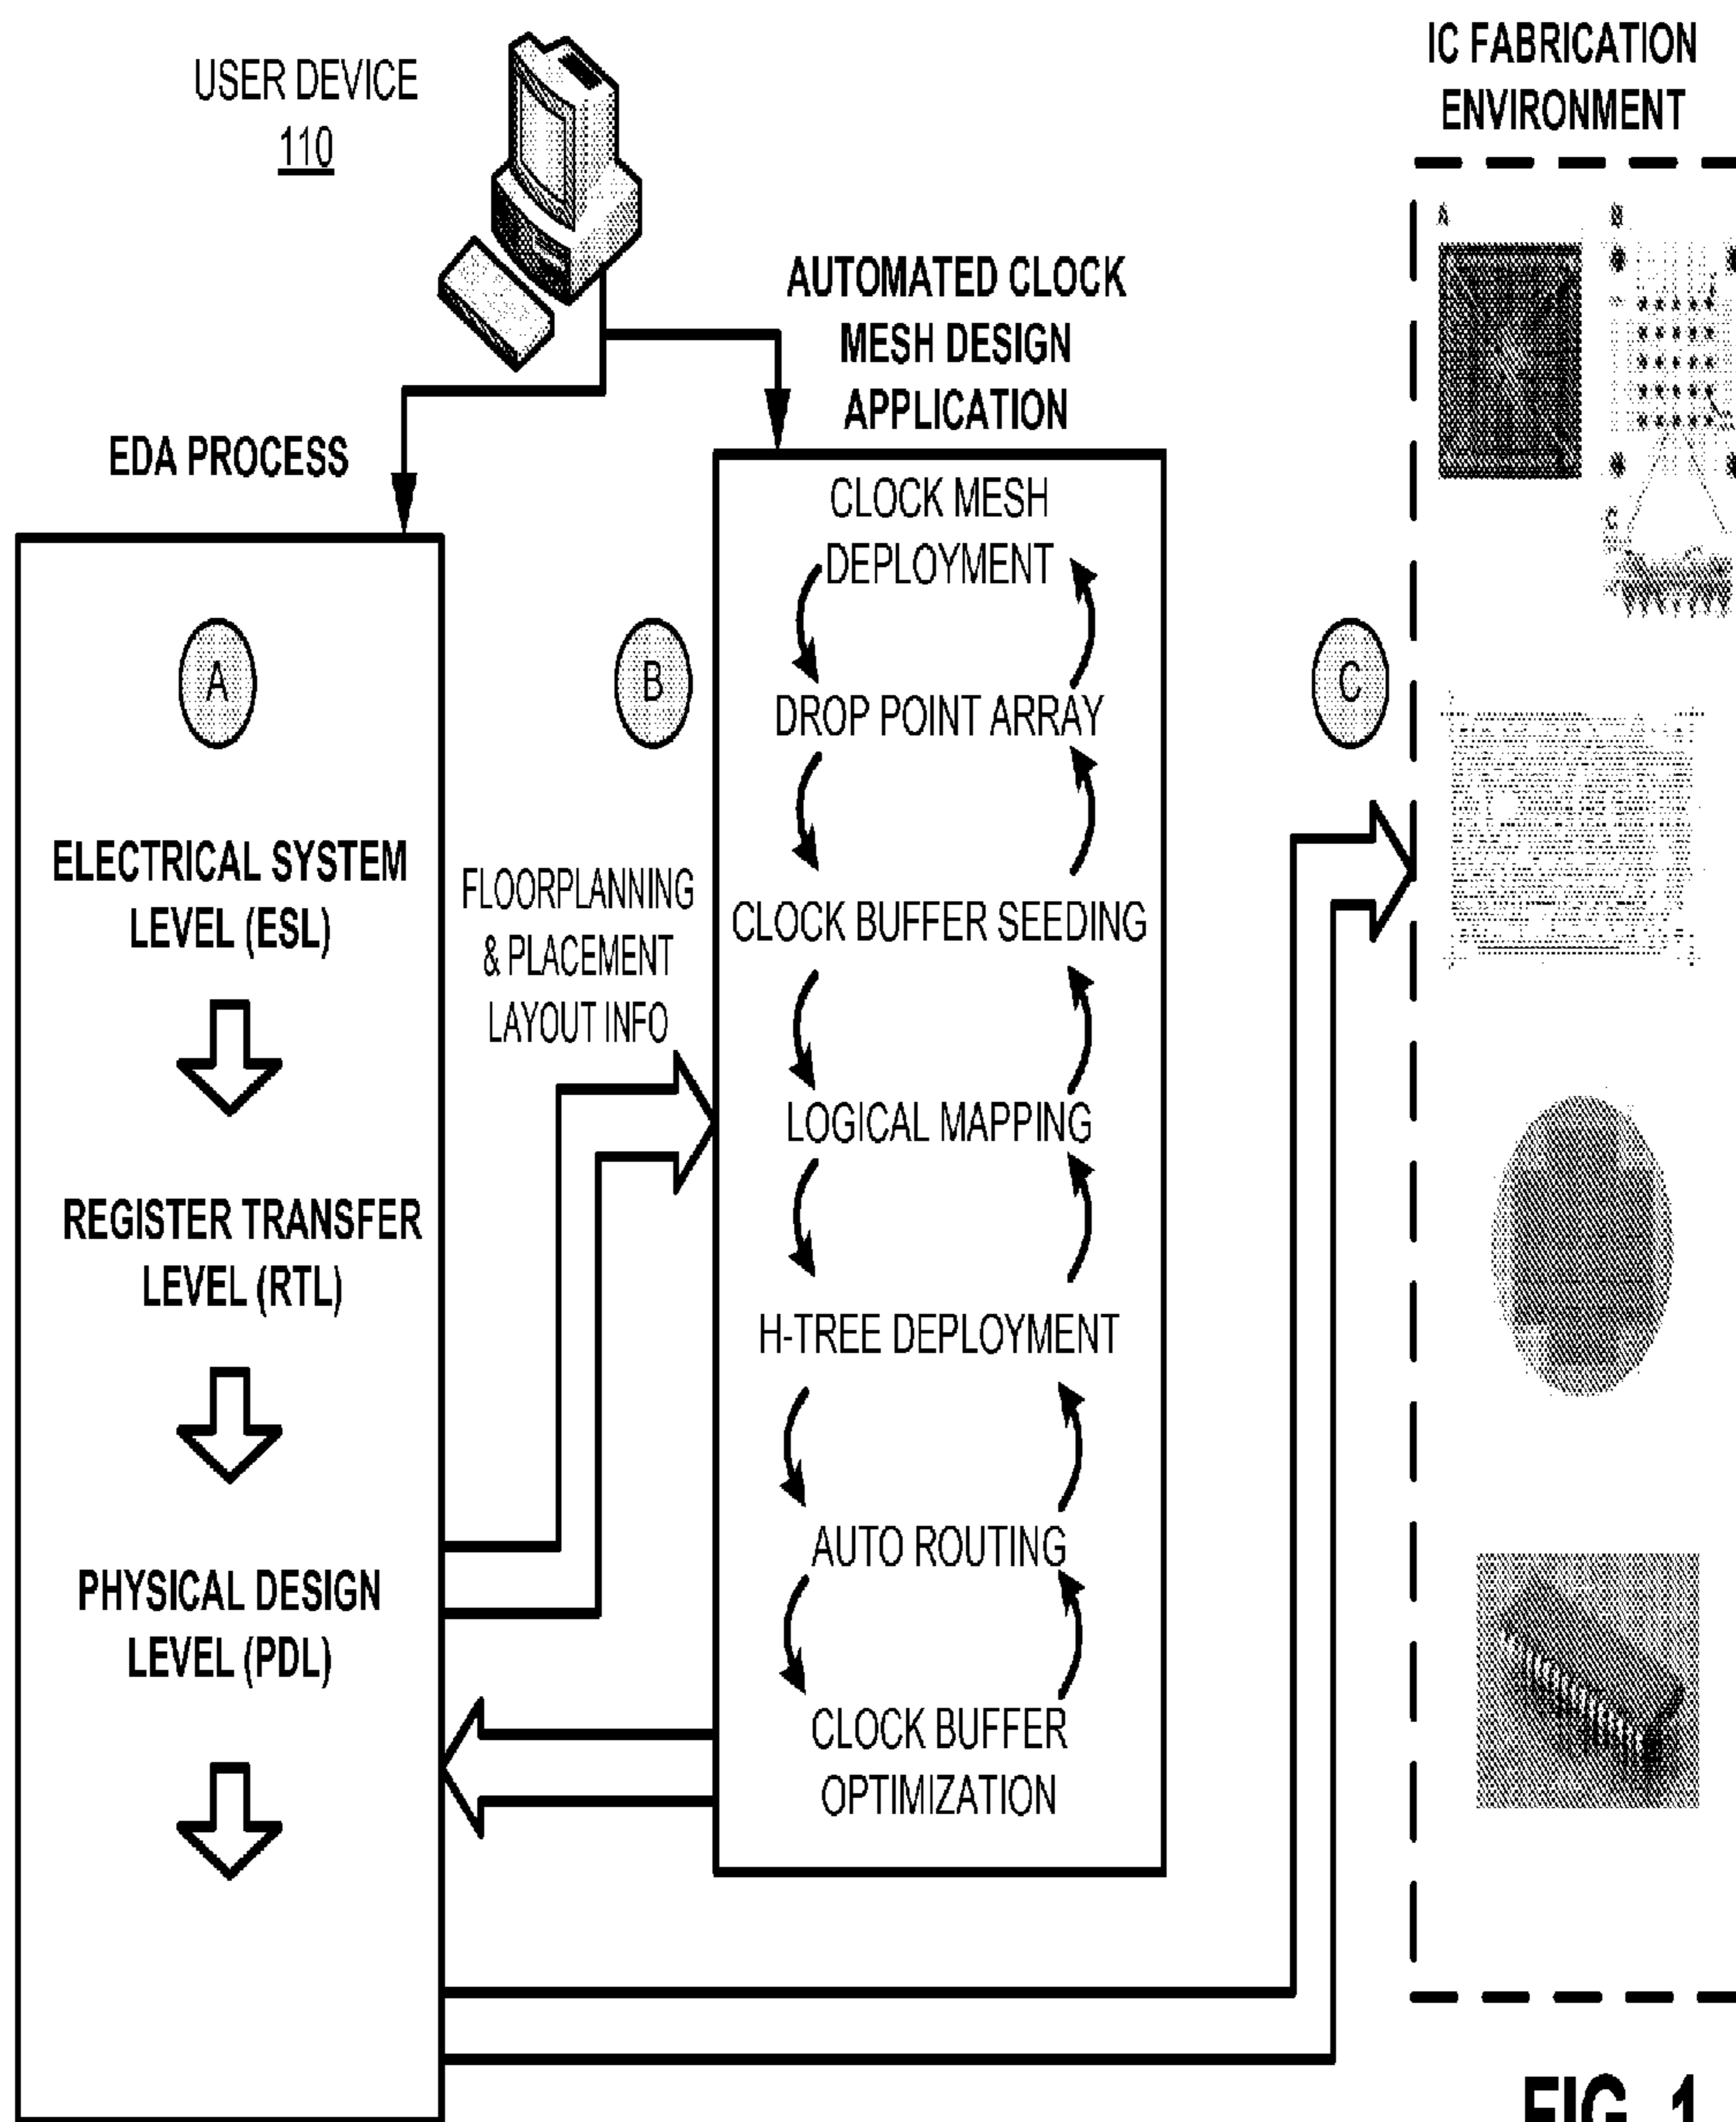 USER DEVICE
110
IC FABRICATION
ENVIRONMENT
AUTOMATED CLOCK
MESH DESIGN
APPLICATION
EDA PROCESS
A
ELECTRICAL SYSTEM
LEVEL (ESL)
REGISTER TRANSFER
LEVEL (RTL)
PHYSICAL DESIGN
LEVEL (PDL)
B
FLOORPLANNING
& PLACEMENT
LAYOUT INFO
CLOCK MESH
DEPLOYMENT
DROP POINT ARRAY
CLOCK BUFFER SEEDING
LOGICAL MAPPING
H-TREE DEPLOYMENT
AUTO ROUTING
CLOCK BUFFER
OPTIMIZATION
C
A
B
C
FIG. 1